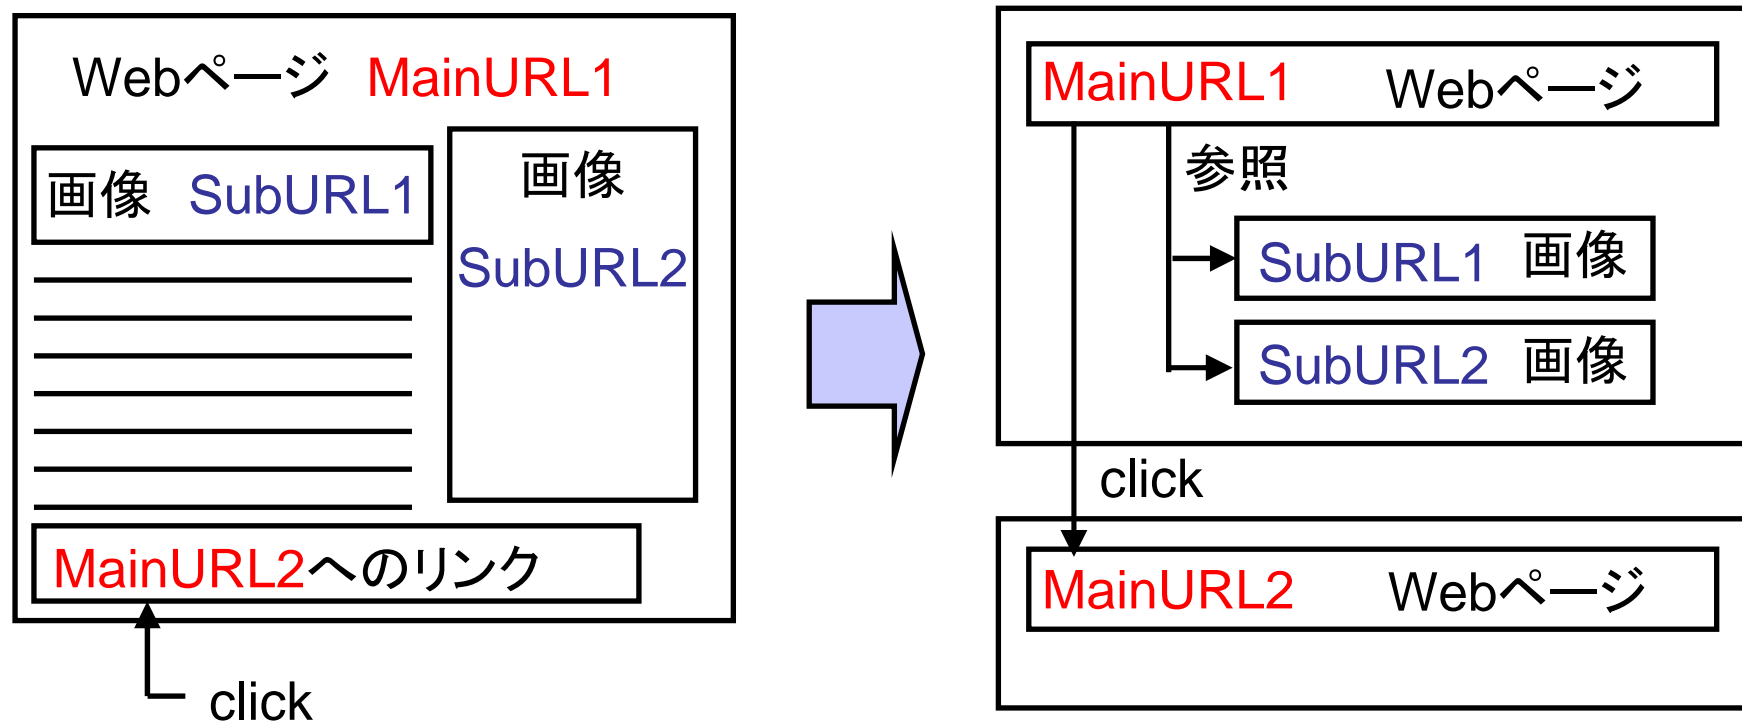 Webページ MainURL1
画像 SubURL1
画像
SubURL2
MainURL2へのリンク
click
MainURL1 Webページ
参照
SubURL1 画像
SubURL2 画像
click
MainURL2 Webページ